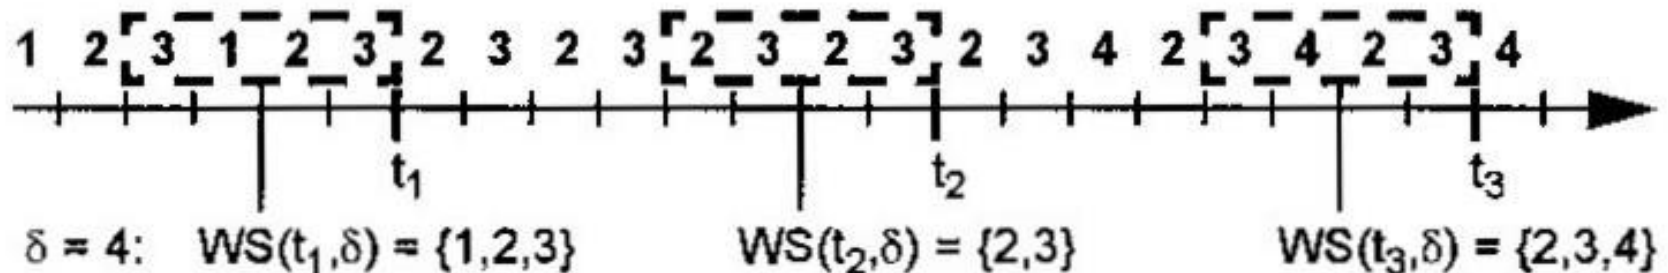 1 2 3 1 2 3 2 3 2 3 2 3 2 3 2 3 4 2 3 4 2 3 4
t₁ t₂ t₃
δ = 4: WS(t₁,δ) = {1,2,3} WS(t₂,δ) = {2,3} WS(t₃,δ) = {2,3,4}